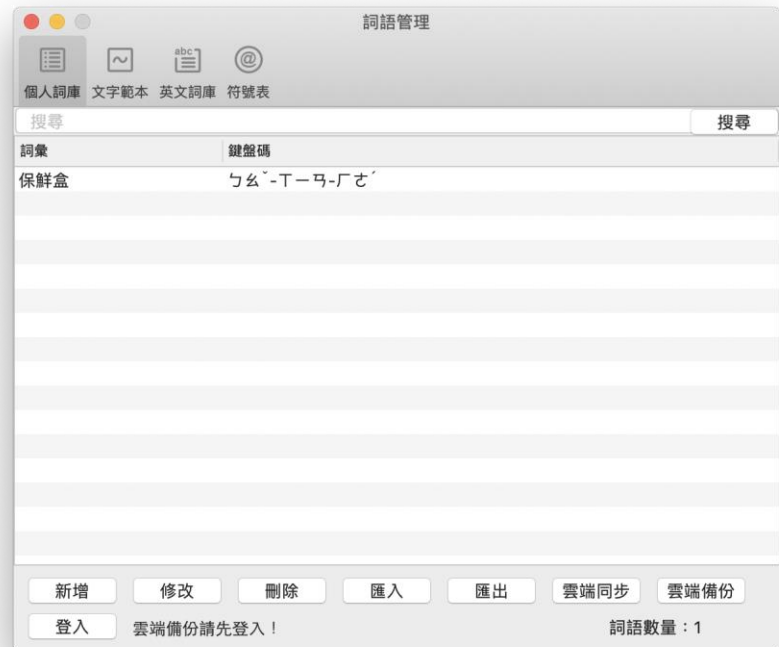 詞語管理
abc
個人詞庫 文字範本 英文詞庫 符號表
搜尋 搜尋
詞彙 鍵盤碼
保鮮盒 ㄅㄠˇ-ㄒㄧㄢ-ㄏㄜˊ
新增 修改 刪除 匯入 匯出 雲端同步 雲端備份
登入 雲端備份請先登入！ 詞語數量：1